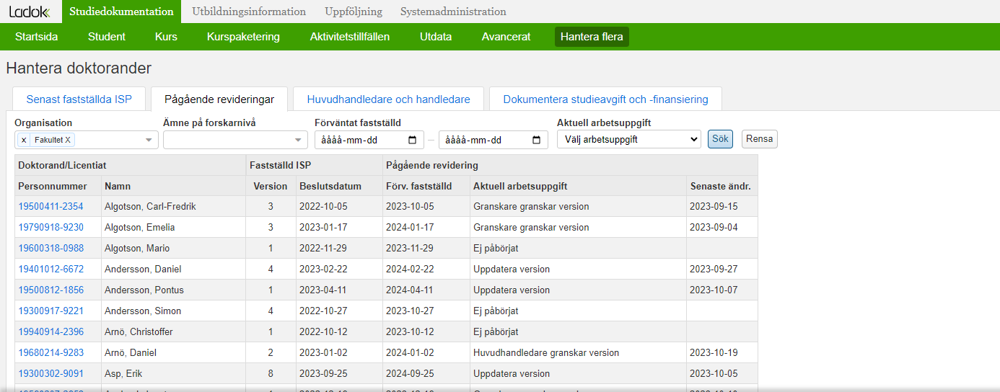 Ladok Studiedokumentation Utbildningsinformation Uppföljning Systemadministration
Startsida Student Kurs Kurspaketering Aktivitetstillfällen Utdata Avancerat Hantera flera
Hantera doktorander
Senast fastställda ISP Pågående revideringar Huvudhandledare och handledare Dokumentera studieavgift och -finansiering
Organisation Ämne på forskarnivå Förväntat fastställd Aktuell arbetsuppgift
× Fakultet X åååå-mm-dd – åååå-mm-dd Välj arbetsuppgift Sök Rensa
Doktorand/Licentiat Fastställd ISP Pågående revidering
Personnummer Namn Version Beslutsdatum Förv. fastställd Aktuell arbetsuppgift Senaste ändr.
19500411-2354 Algotson, Carl-Fredrik 3 2022-10-05 2023-10-05 Granskare granskar version 2023-09-15
19790918-9230 Algotson, Emelia 3 2023-01-17 2024-01-17 Granskare granskar version 2023-09-04
19600318-0988 Algotson, Mario 1 2022-11-29 2023-11-29 Ej påbörjat
19401012-6672 Andersson, Daniel 4 2023-02-22 2024-02-22 Uppdatera version 2023-09-27
19500812-1856 Andersson, Pontus 1 2023-04-11 2024-04-11 Uppdatera version 2023-10-07
19300917-9221 Andersson, Simon 4 2022-10-27 2023-10-27 Ej påbörjat
19940914-2396 Arnö, Christoffer 1 2022-10-12 2023-10-12 Ej påbörjat
19680214-9283 Arnö, Daniel 2 2023-01-02 2024-01-02 Huvudhandledare granskar version 2023-10-19
19300302-9091 Asp, Erik 8 2023-09-25 2024-09-25 Uppdatera version 2023-10-05